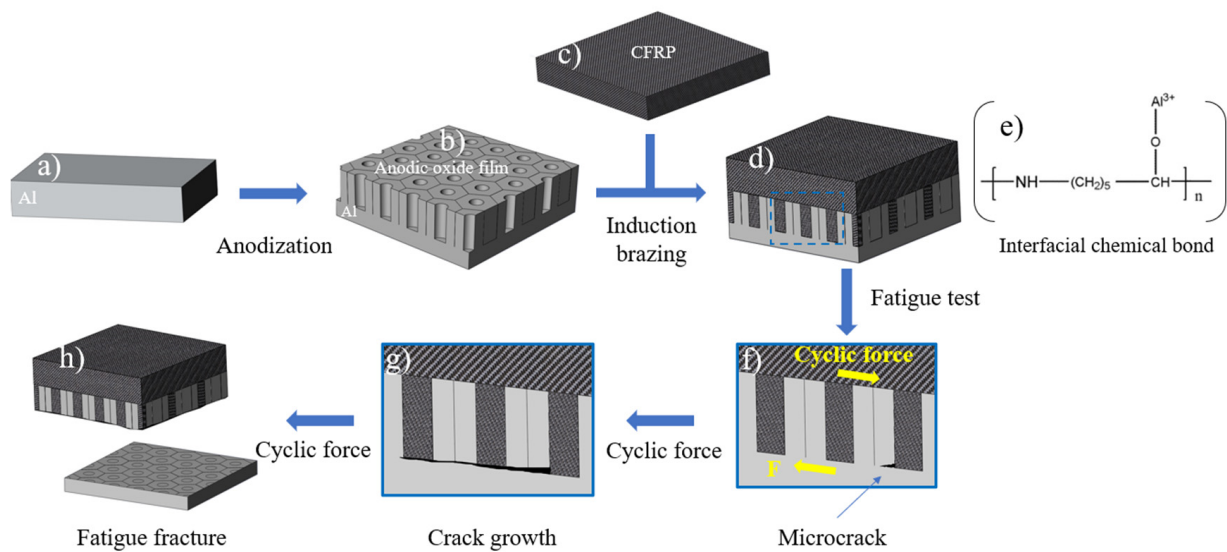 a)
Al
Anodization
b)
Anodic oxide film
Al
c)
CFRP
Induction
brazing
d)
e)
Al3+
O
NH
(CH2)5
CH
n
Interfacial chemical bond
Fatigue test
f)
Cyclic force
F
Microcrack
Cyclic force
g)
Crack growth
Cyclic force
h)
Fatigue fracture